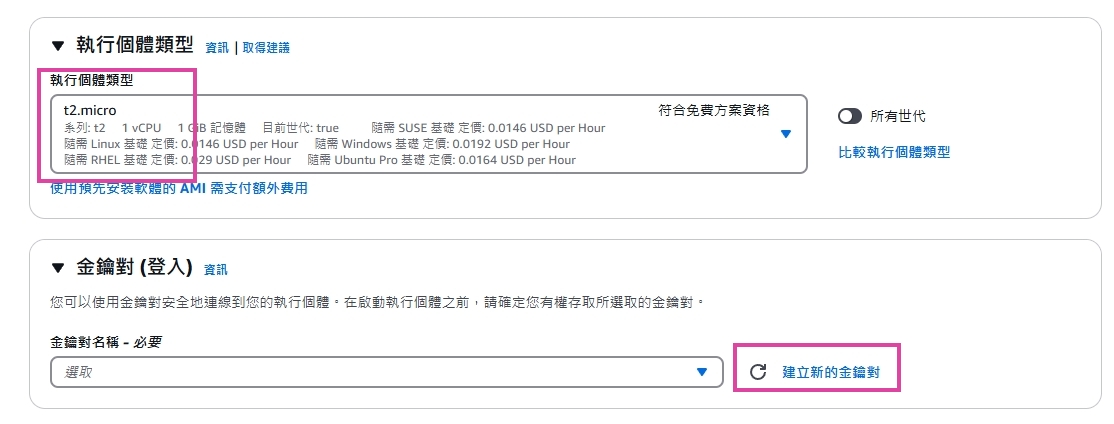 ▼ 執行個體類型 資訊 | 取得建議
執行個體類型
t2.micro 符合免費方案資格
系列: t2 1 vCPU 1 GiB 記憶體 目前世代: true 隨需 SUSE 基礎 定價: 0.0146 USD per Hour
隨需 Linux 基礎 定價: 0.0146 USD per Hour 隨需 Windows 基礎 定價: 0.0192 USD per Hour
隨需 RHEL 基礎 定價: 0.029 USD per Hour 隨需 Ubuntu Pro 基礎 定價: 0.0164 USD per Hour
所有世代
比較執行個體類型
使用預先安裝軟體的 AMI 需支付額外費用
▼ 金鑰對 (登入) 資訊
您可以使用金鑰對安全地連線到您的執行個體。在啟動執行個體之前，請確定您有權存取所選取的金鑰對。
金鑰對名稱 - 必要
選取
建立新的金鑰對